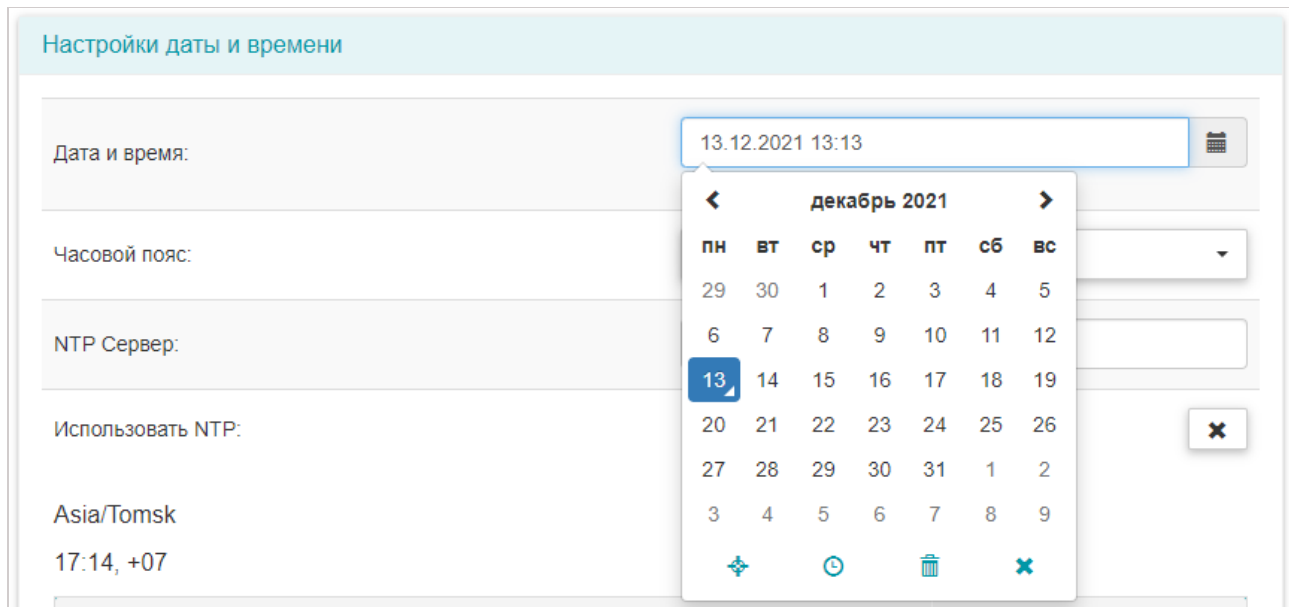 Настройки даты и времени
Дата и время:
13.12.2021 13:13
декабрь 2021
пн вт ср чт пт сб вс
29 30 1 2 3 4 5
6 7 8 9 10 11 12
13 14 15 16 17 18 19
20 21 22 23 24 25 26
27 28 29 30 31 1 2
3 4 5 6 7 8 9
Часовой пояс:
NTP Сервер:
Использовать NTP:
Asia/Tomsk
17:14, +07